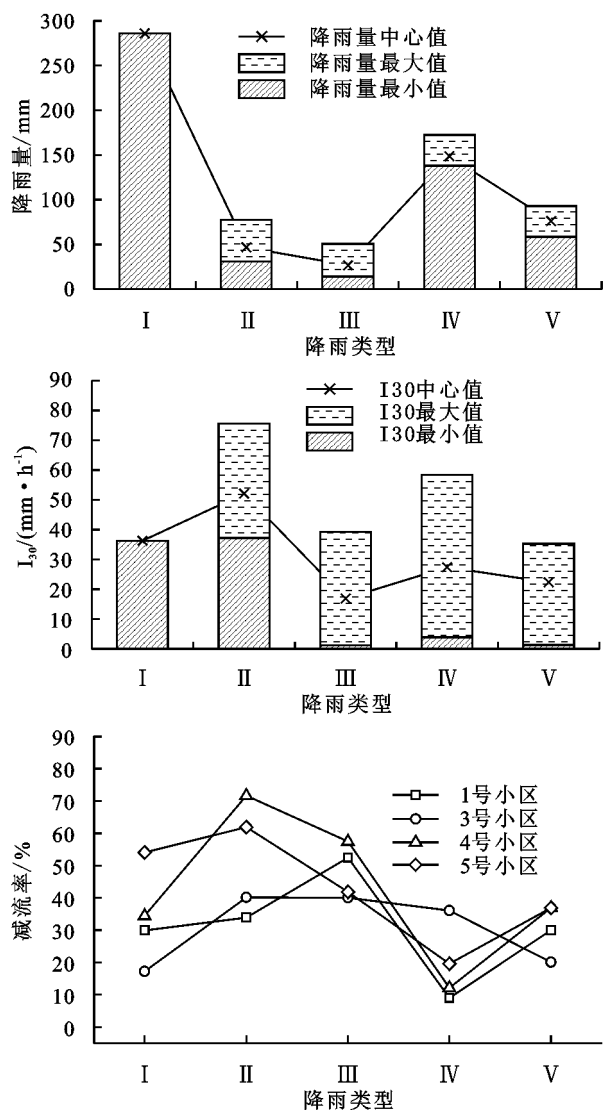 300
250
200
150
100
50
0
降雨量/mm
降雨量中心值
降雨量最大值
降雨量最小值
I II III IV V
降雨类型
90
80
70
60
50
40
30
20
10
0
I₃₀/(mm·h⁻¹)
I30中心值
I30最大值
I30最小值
I II III IV V
降雨类型
90
80
70
60
50
40
30
20
10
0
减流率/%
1号小区
3号小区
4号小区
5号小区
I II III IV V
降雨类型